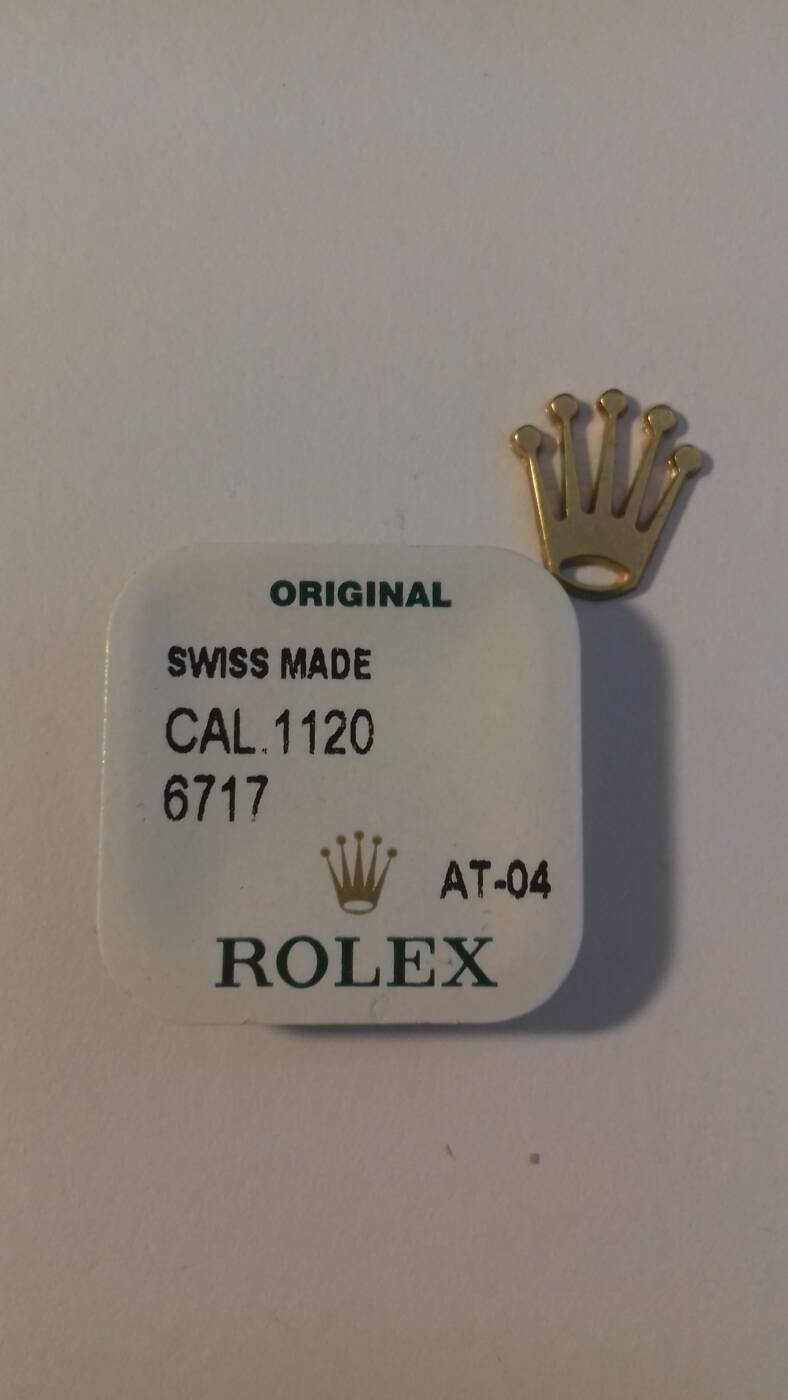 ORIGINAL
SWISS MADE
CAL.1120
6717
AT-04
ROLEX